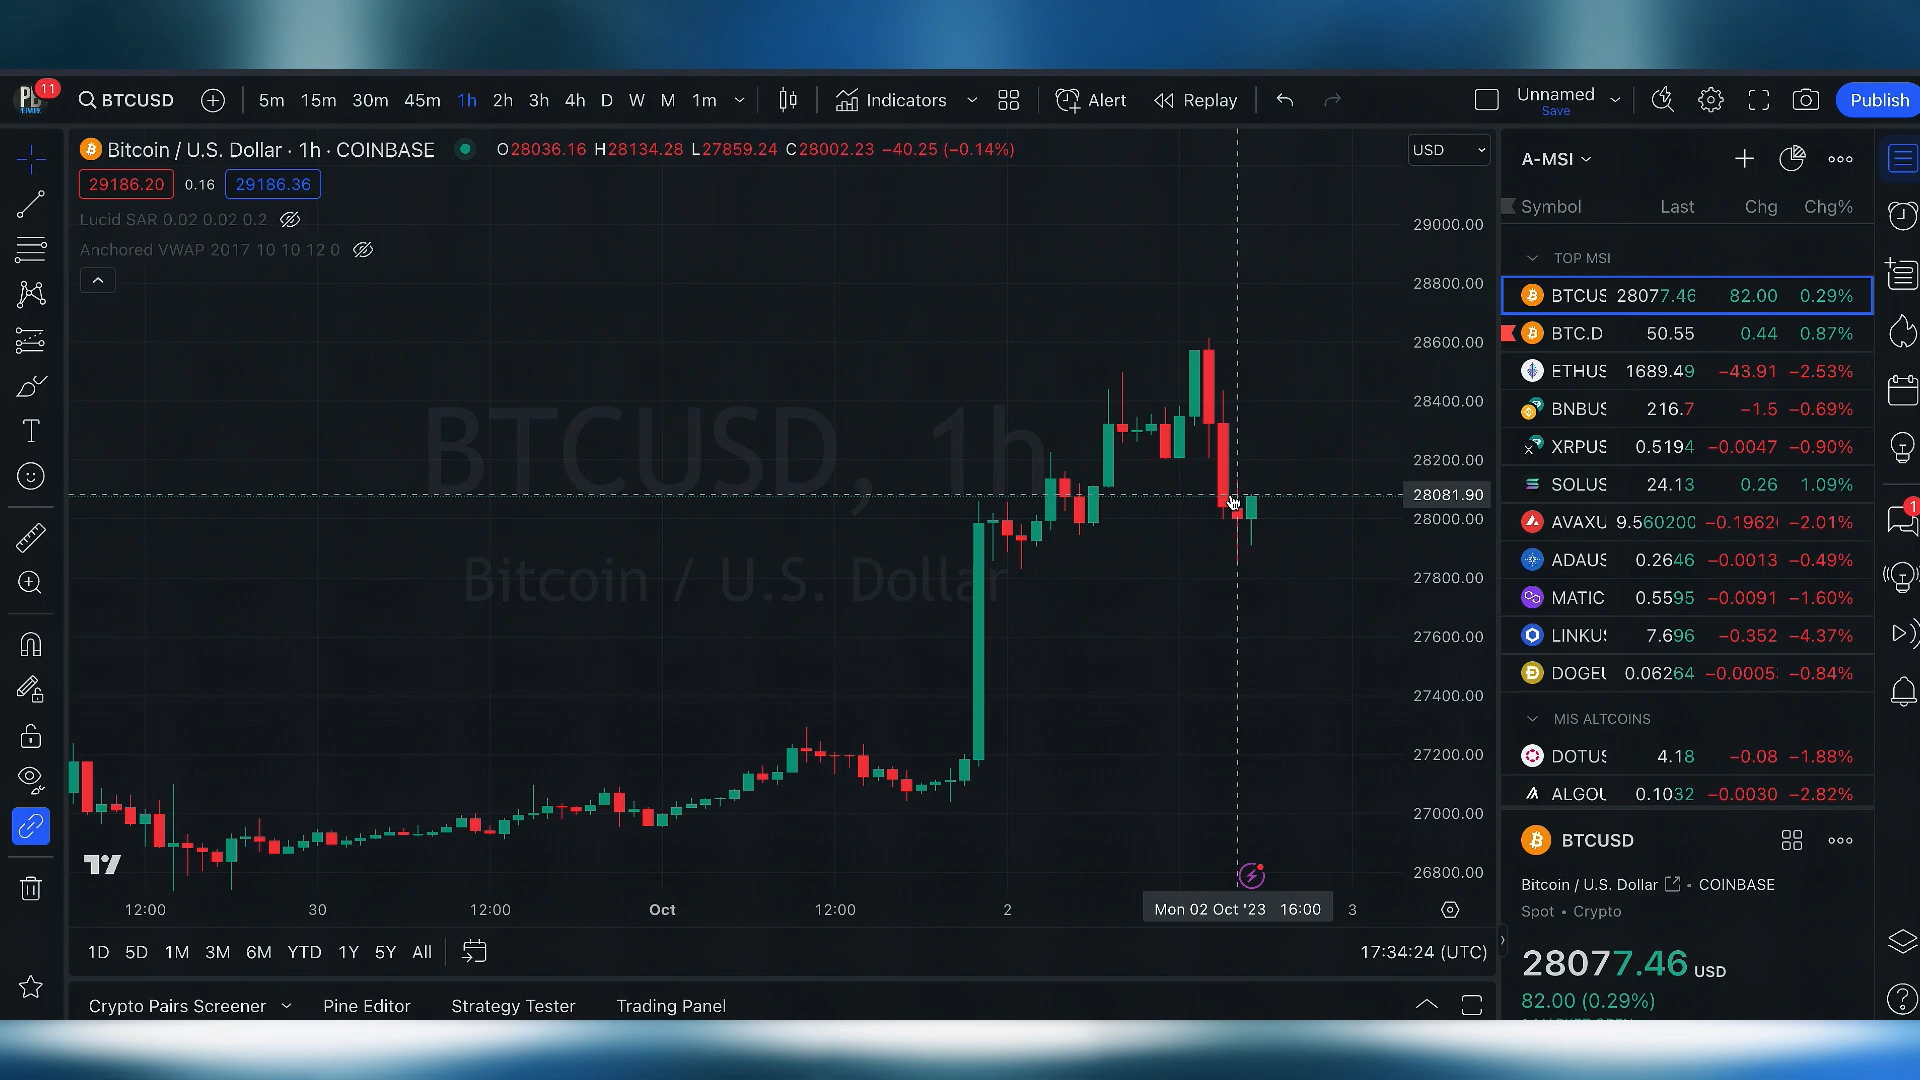 11
BTCUSD
5m 15m 30m 45m 1h 2h 3h 4h D W M 1m
Indicators
Alert
Replay
Unnamed
Save
Publish
Bitcoin / U.S. Dollar · 1h · COINBASE
O28036.16 H28134.28 L27859.24 C28002.23 −40.25 (−0.14%)
USD
29186.20 0.16 29186.36
Lucid SAR 0.02 0.02 0.2
Anchored VWAP 2017 10 10 12 0
BTCUSD, 1h
Bitcoin / U.S. Dollar
29000.00
28800.00
28600.00
28400.00
28200.00
28081.90
28000.00
27800.00
27600.00
27400.00
27200.00
27000.00
26800.00
12:00 30 12:00 Oct 12:00 2 Mon 02 Oct '23 16:00 3
1D 5D 1M 3M 6M YTD 1Y 5Y All
17:34:24 (UTC)
Crypto Pairs Screener Pine Editor Strategy Tester Trading Panel
A-MSI
Symbol Last Chg Chg%
TOP MSI
BTCUS 28077.46 82.00 0.29%
BTC.D 50.55 0.44 0.87%
ETHUS 1689.49 −43.91 −2.53%
BNBUS 216.7 −1.5 −0.69%
XRPUS 0.5194 −0.0047 −0.90%
SOLUS 24.13 0.26 1.09%
AVAXU 9.560200 −0.1962 −2.01%
ADAUS 0.2646 −0.0013 −0.49%
MATIC 0.5595 −0.0091 −1.60%
LINKUS 7.696 −0.352 −4.37%
DOGEU 0.06264 −0.0005 −0.84%
MIS ALTCOINS
DOTUS 4.18 −0.08 −1.88%
ALGOU 0.1032 −0.0030 −2.82%
BTCUSD
Bitcoin / U.S. Dollar • COINBASE
Spot • Crypto
28077.46 USD
82.00 (0.29%)
1